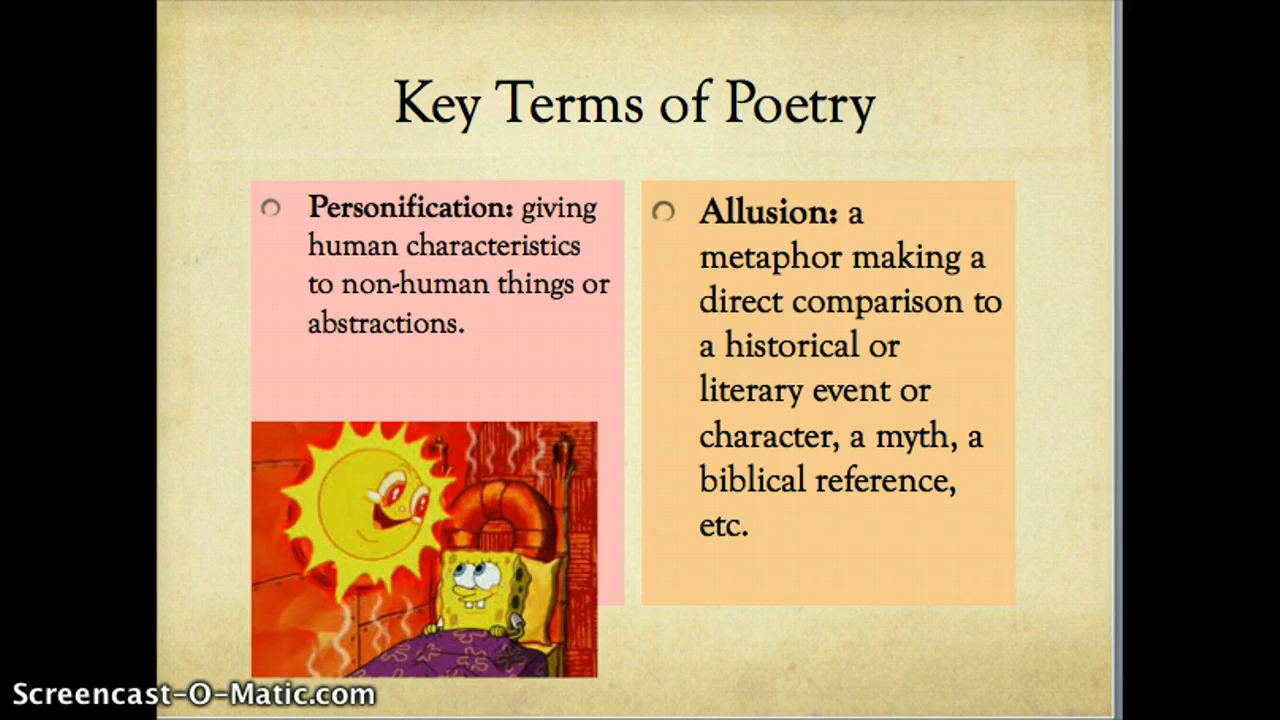 Key Terms of Poetry
Personification: giving
human characteristics
to non-human things or
abstractions.
Allusion: a
metaphor making a
direct comparison to
a historical or
literary event or
character, a myth, a
biblical reference,
etc.
Screencast-O-Matic.com